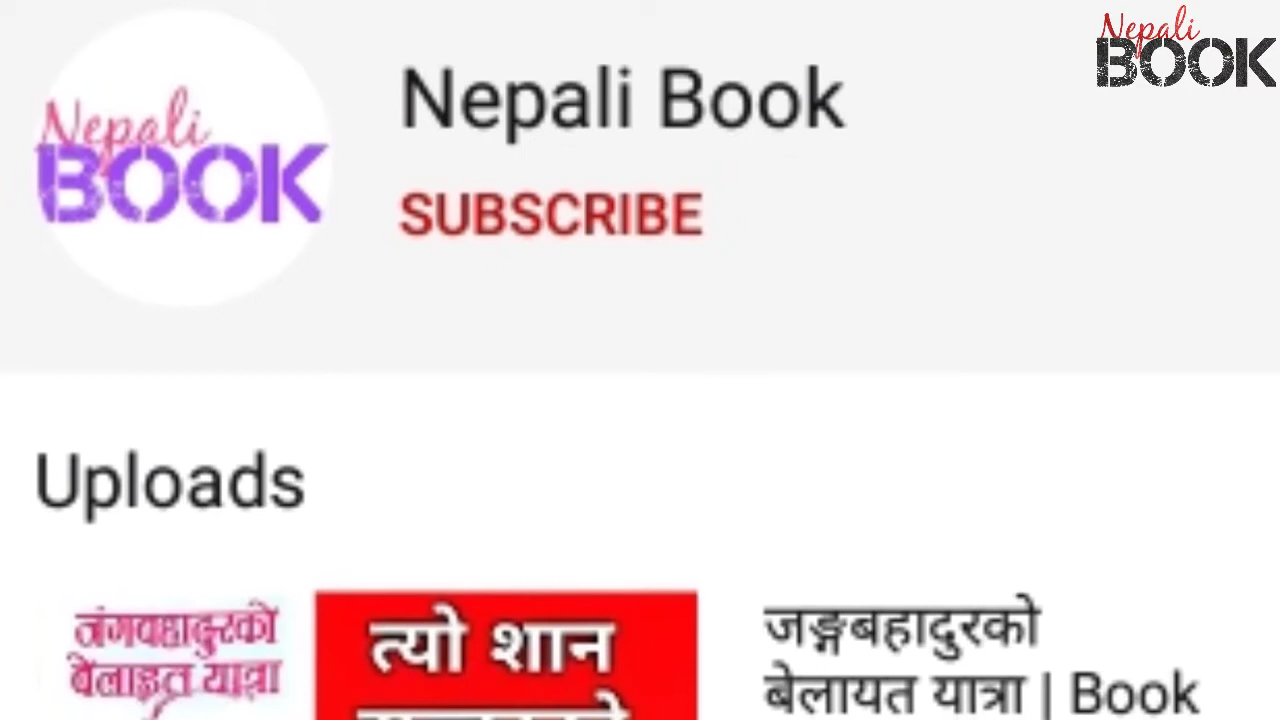 Nepali
BOOK
Nepali
BOOK
Nepali Book
SUBSCRIBE
Uploads
जंगबहादुरको
बेलाइत यात्रा
त्यो शान
जङ्गबहादुरको
बेलायत यात्रा | Book